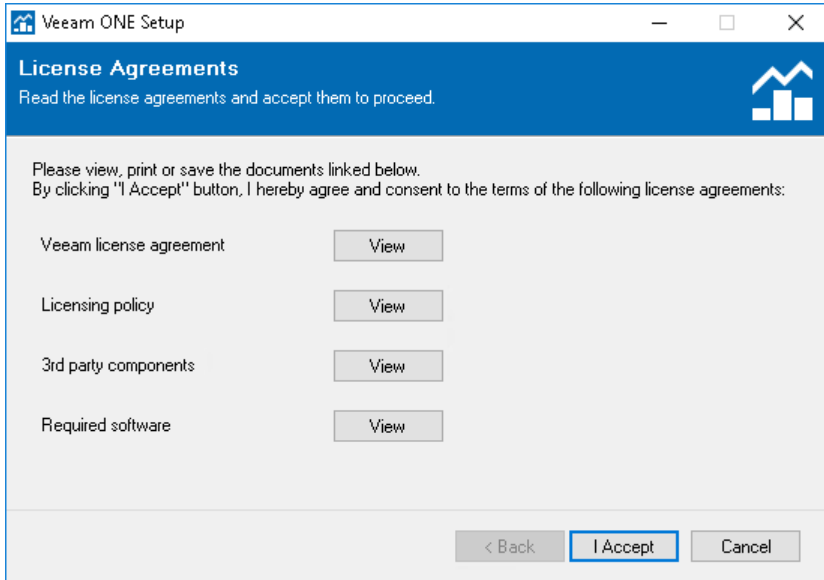 Veeam ONE Setup
License Agreements
Read the license agreements and accept them to proceed.
Please view, print or save the documents linked below.
By clicking "I Accept" button, I hereby agree and consent to the terms of the following license agreements:
Veeam license agreement View
Licensing policy View
3rd party components View
Required software View
< Back I Accept Cancel